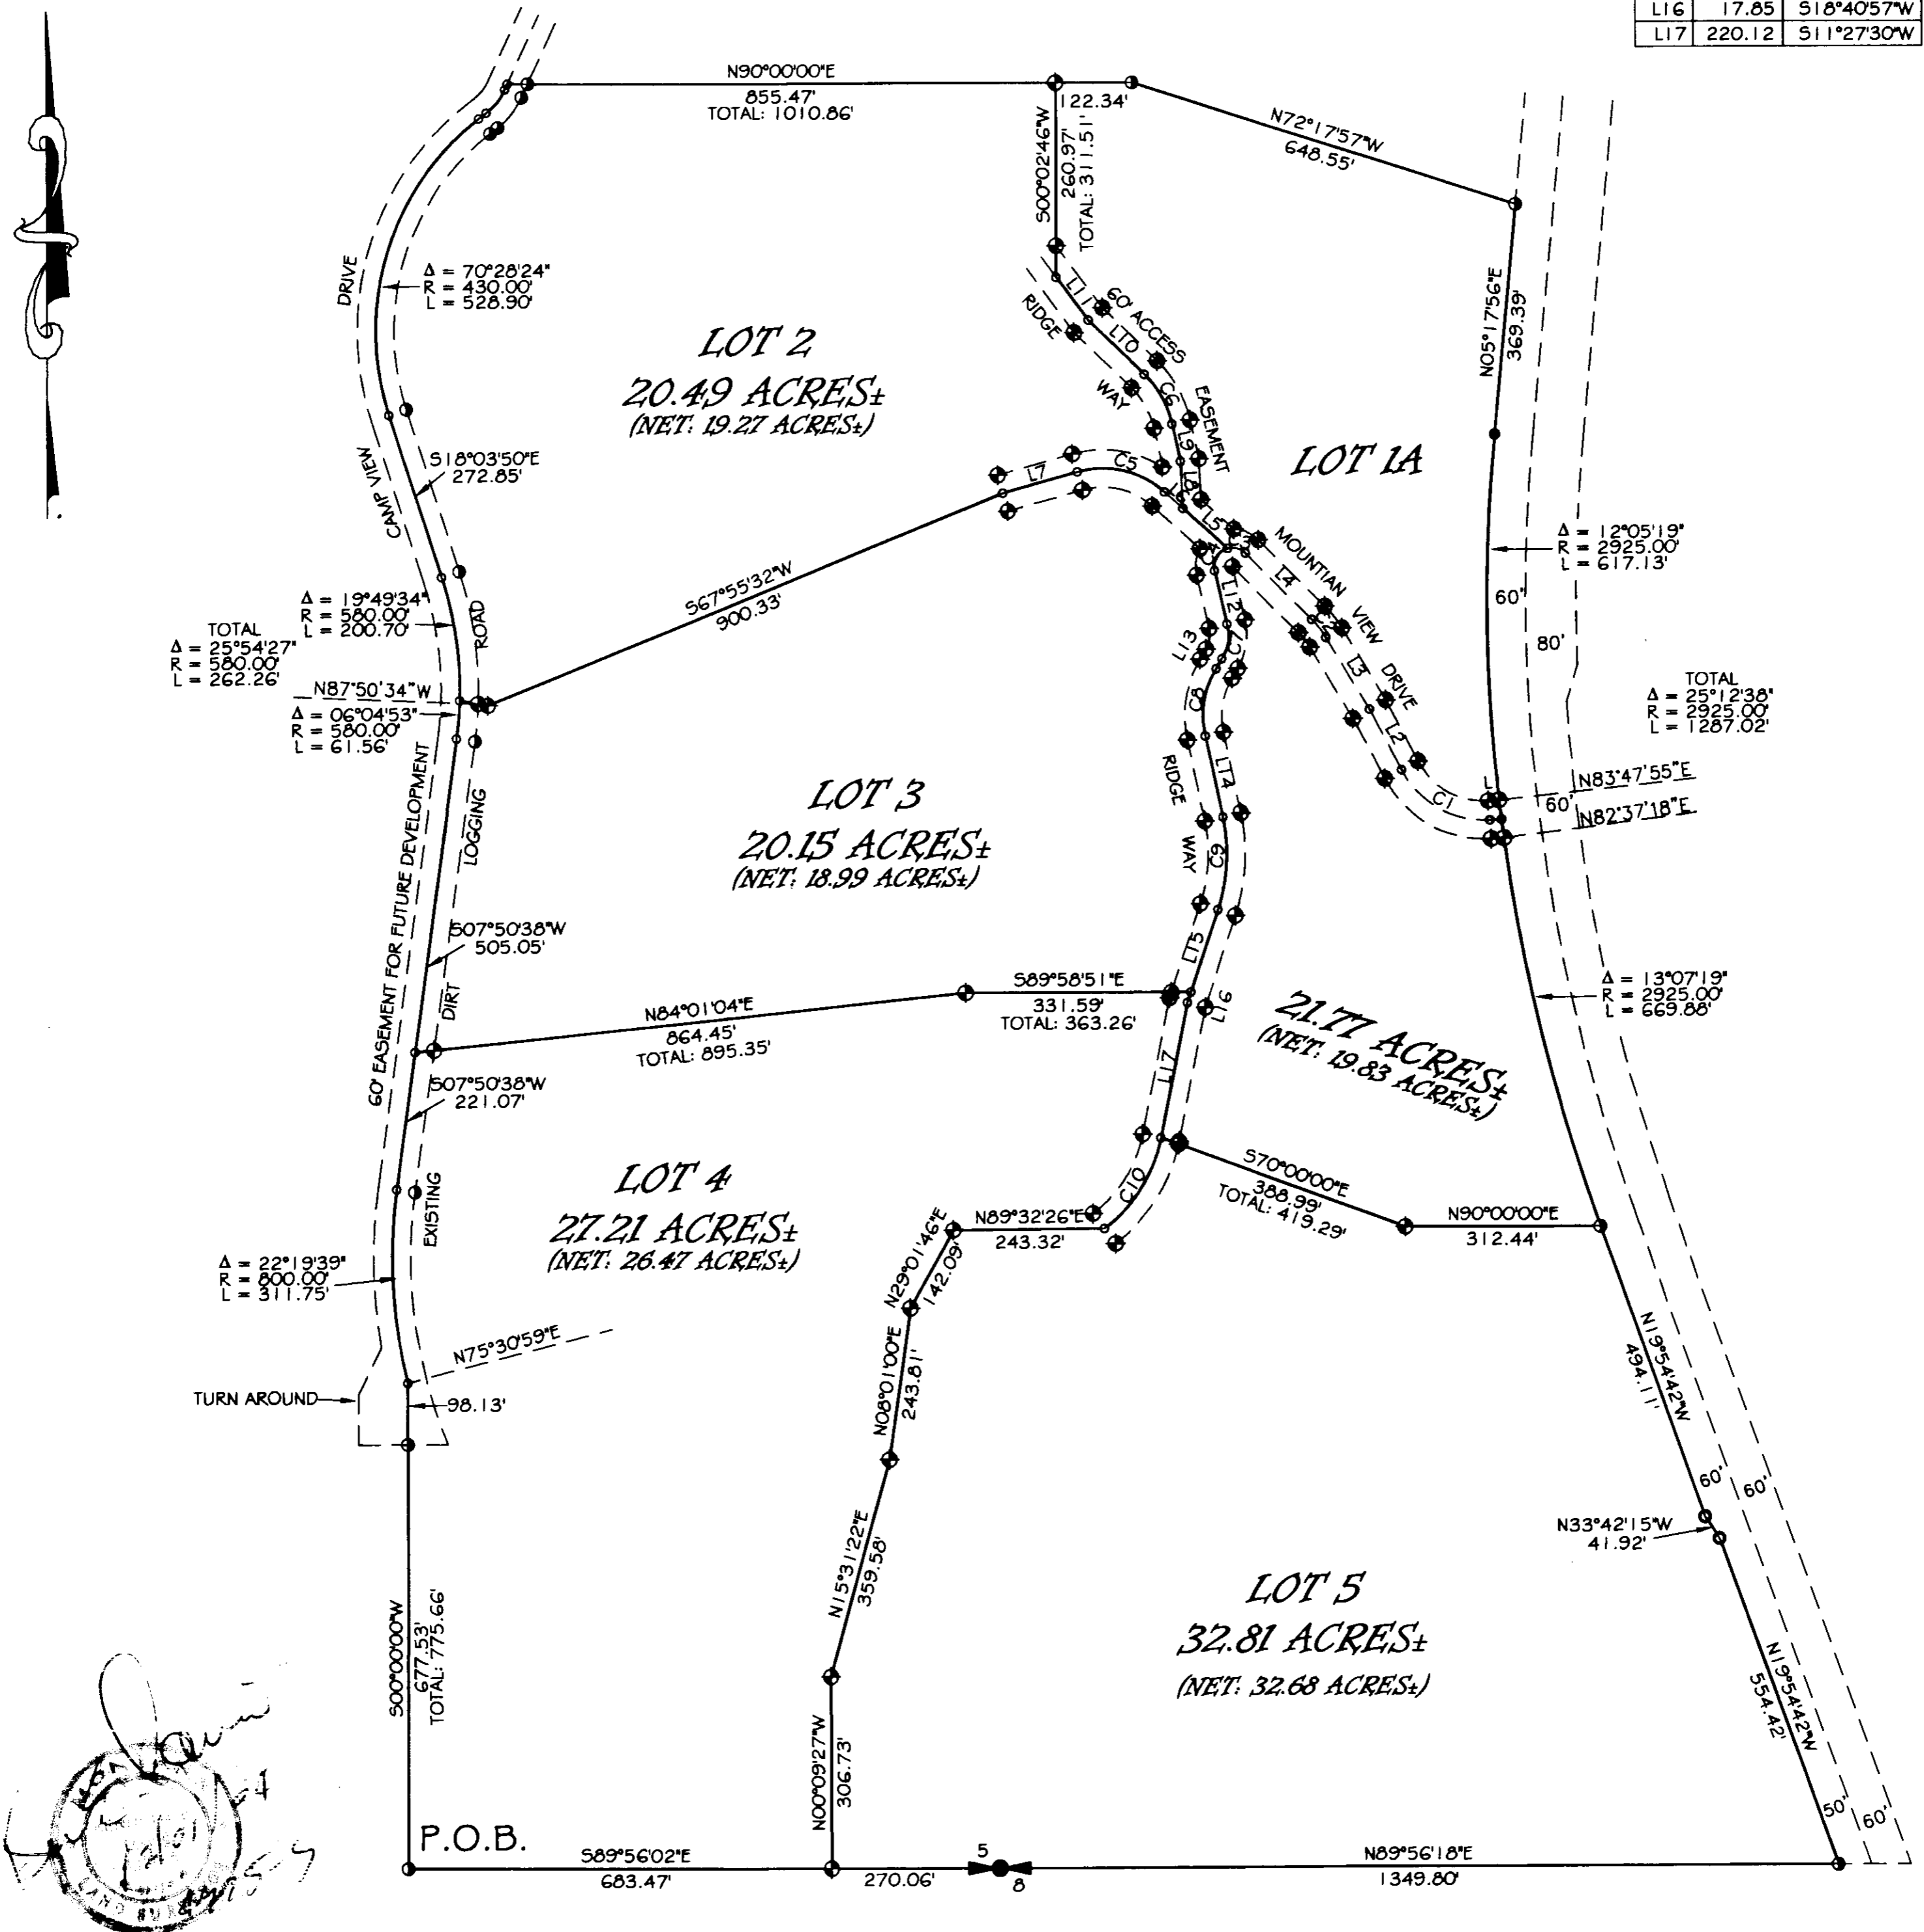 L16 17.85 S18°40'57"W
L17 220.12 S11°27'30"W
N90°00'00"E
855.47'
TOTAL: 1010.86'
122.34'
S00°02'46"W
260.97'
TOTAL: 311.51'
N72°17'57"W
648.55'
N05°17'56"E
369.39'
DRIVE
Δ = 70°28'24"
R = 430.00'
L = 528.90'
LOT 2
20.49 ACRES±
(NET: 19.27 ACRES±)
L11
60' ACCESS
EASEMENT
RIDGE
WAY
L10
C6
L9
L8
LOT 1A
CAMP VIEW
S18°03'50"E
272.85'
L7
C5
L5
MOUNTIAN
VIEW
DRIVE
L4
C2
L3
L2
C1
L12
L13
C7
C8
Δ = 12°05'19"
R = 2925.00'
L = 617.13'
60'
80'
S67°55'32"W
900.33'
Δ = 19°49'34"
R = 580.00'
L = 200.70'
ROAD
TOTAL
Δ = 25°54'27"
R = 580.00'
L = 262.26'
N87°50'34"W
Δ = 06°04'53"
R = 580.00'
L = 61.56'
TOTAL
Δ = 25°12'38"
R = 2925.00'
L = 1287.02'
N83°47'55"E
60'
N82°37'18"E
RIDGE
WAY
L14
C9
L15
L16
LOT 3
20.15 ACRES±
(NET: 18.99 ACRES±)
60' EASEMENT FOR FUTURE DEVELOPMENT
LOGGING
DIRT
EXISTING
S07°50'38"W
505.05'
N84°01'04"E
864.45'
TOTAL: 895.35'
S89°58'51"E
331.59'
TOTAL: 363.26'
21.77 ACRES±
(NET: 19.83 ACRES±)
Δ = 13°07'19"
R = 2925.00'
L = 669.88'
S07°50'38"W
221.07'
L17
C10
LOT 4
27.21 ACRES±
(NET: 26.47 ACRES±)
S70°00'00"E
388.99'
TOTAL: 419.29'
N90°00'00"E
312.44'
N89°32'26"E
243.32'
N29°01'46"E
142.09'
Δ = 22°19'39"
R = 800.00'
L = 311.75'
N08°01'00"E
243.81'
N75°30'59"E
TURN AROUND
98.13'
N19°54'42"W
494.11'
60'
60'
N33°42'15"W
41.92'
N15°31'22"E
359.58'
LOT 5
32.81 ACRES±
(NET: 32.68 ACRES±)
S00°00'00"W
677.53'
TOTAL: 775.66'
N19°54'42"W
554.42'
N00°09'27"W
306.73'
50'
60'
P.O.B.
S89°56'02"E
683.47'
270.06'
5
8
N89°56'18"E
1349.80'